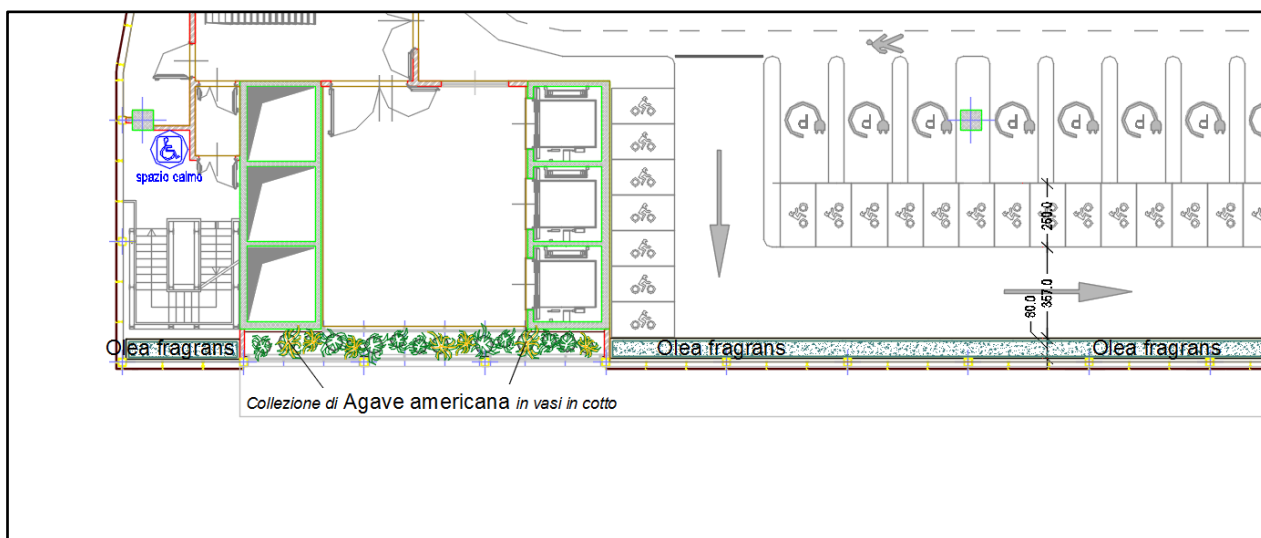 P P P P P P P P
spazio calmo
250.0
80.0
357.0
Olea fragrans
Olea fragrans
Olea fragrans
Collezione di Agave americana in vasi in cotto